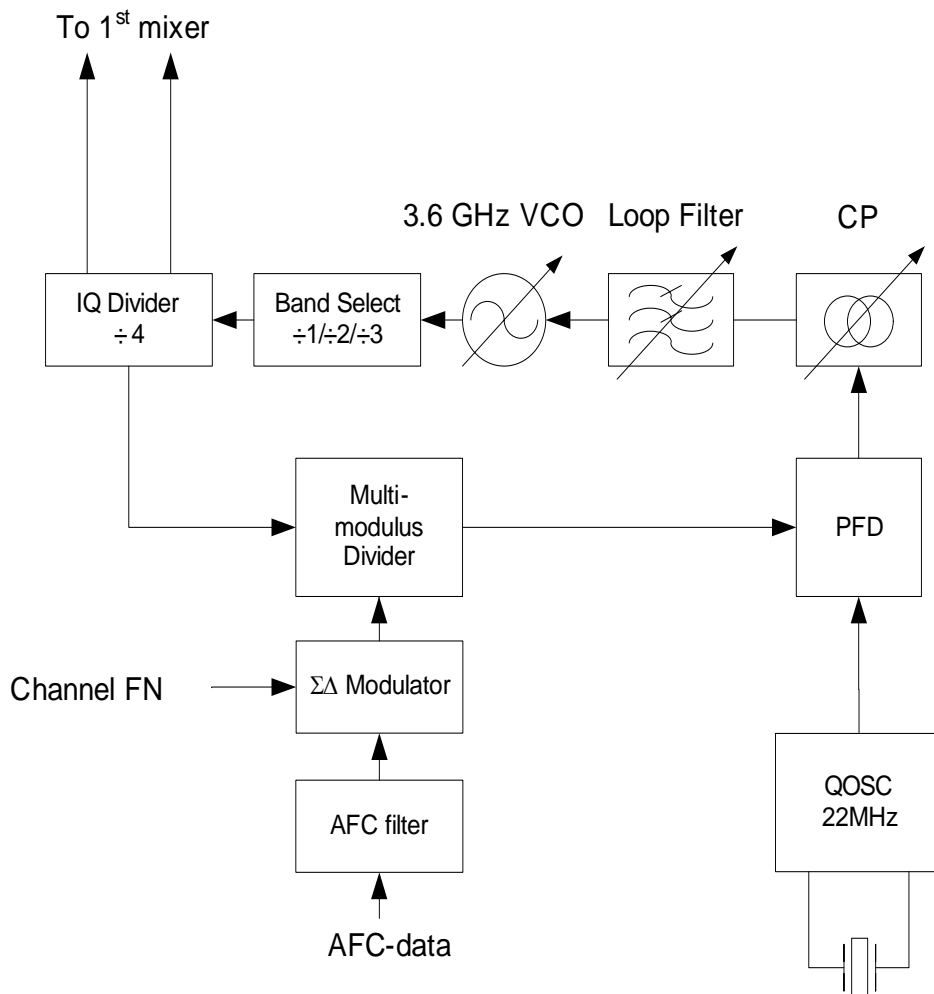 To 1st mixer
3.6 GHz VCO
Loop Filter
CP
IQ Divider
÷4
Band Select
÷1/÷2/÷3
Multi-
modulus
Divider
PFD
Channel FN
ΣΔ Modulator
QOSC
22MHz
AFC filter
AFC-data